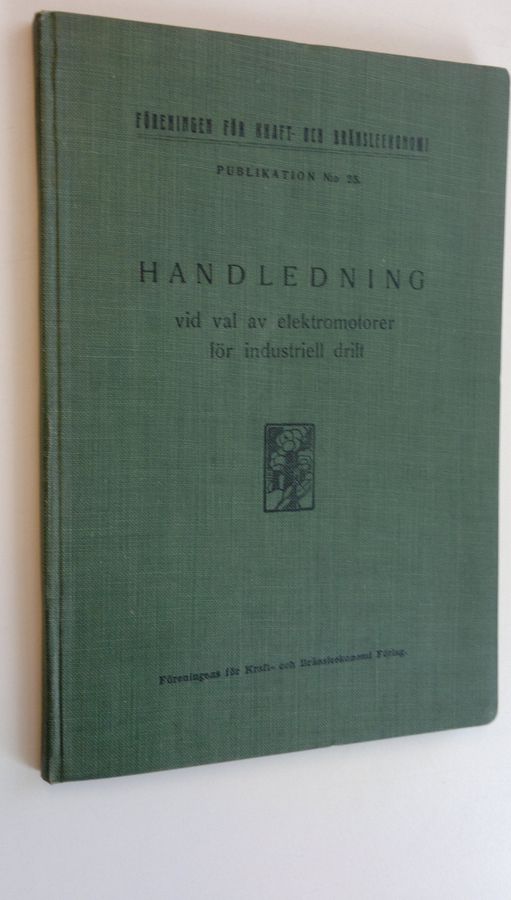 FÖRENINGEN FÖR KRAFT- OCH BRÄNSLEEKONOMI
PUBLIKATION N:o 25.
HANDLEDNING
vid val av elektromotorer
för industriell drift
Föreningens för Kraft- och Bränsleekonomi Förlag.